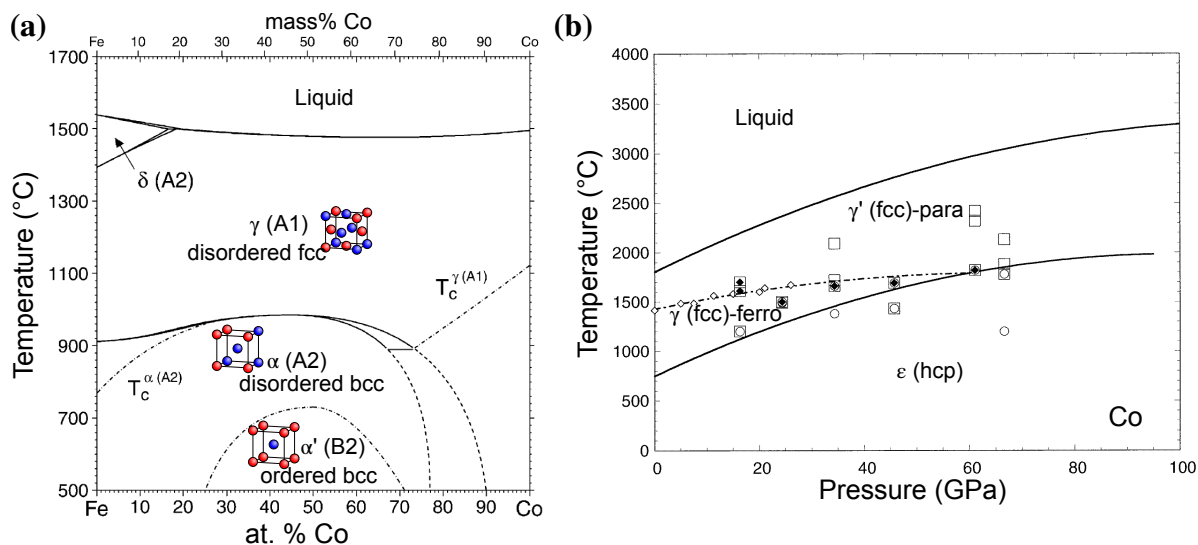 (a)
mass% Co
Fe 10 20 30 40 50 60 70 80 90 Co
1700
1500
1300
1100
900
700
500
Temperature (°C)
Liquid
δ (A2)
γ (A1)
disordered fcc
T_c^γ(A1)
T_c^α(A2)
α (A2)
disordered bcc
α' (B2)
ordered bcc
Fe 10 20 30 40 50 60 70 80 90 Co
at. % Co
(b)
4000
3500
3000
2500
2000
1500
1000
500
0
Temperature (°C)
Liquid
γ' (fcc)-para
γ (fcc)-ferro
ε (hcp)
Co
0 20 40 60 80 100
Pressure (GPa)